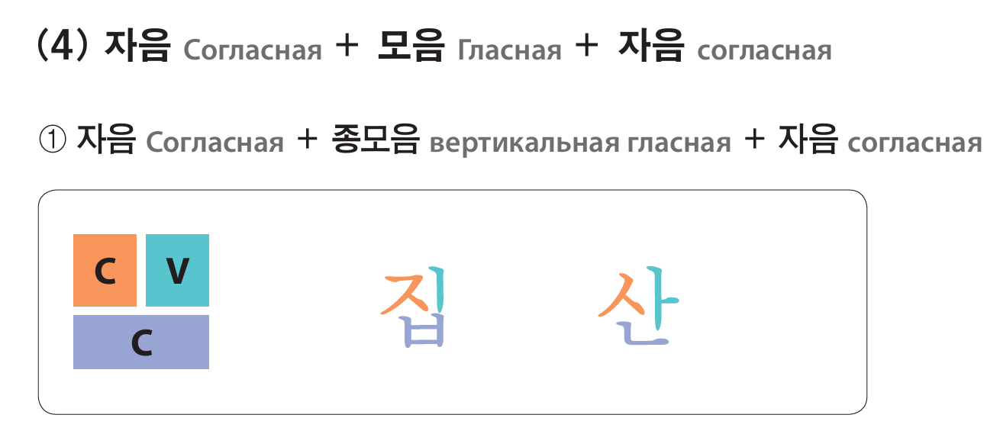 (4) 자음 Согласная + 모음 Гласная + 자음 согласная
① 자음 Согласная + 종모음 вертикальная гласная + 자음 согласная
C V 집 산
C